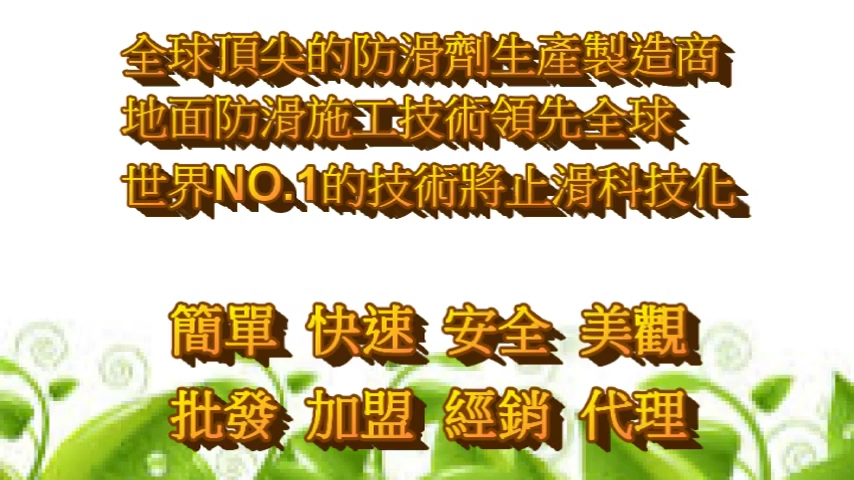 全球頂尖的防滑劑生產製造商
地面防滑施工技術領先全球
世界NO.1的技術將止滑科技化
簡單 快速 安全 美觀
批發 加盟 經銷 代理